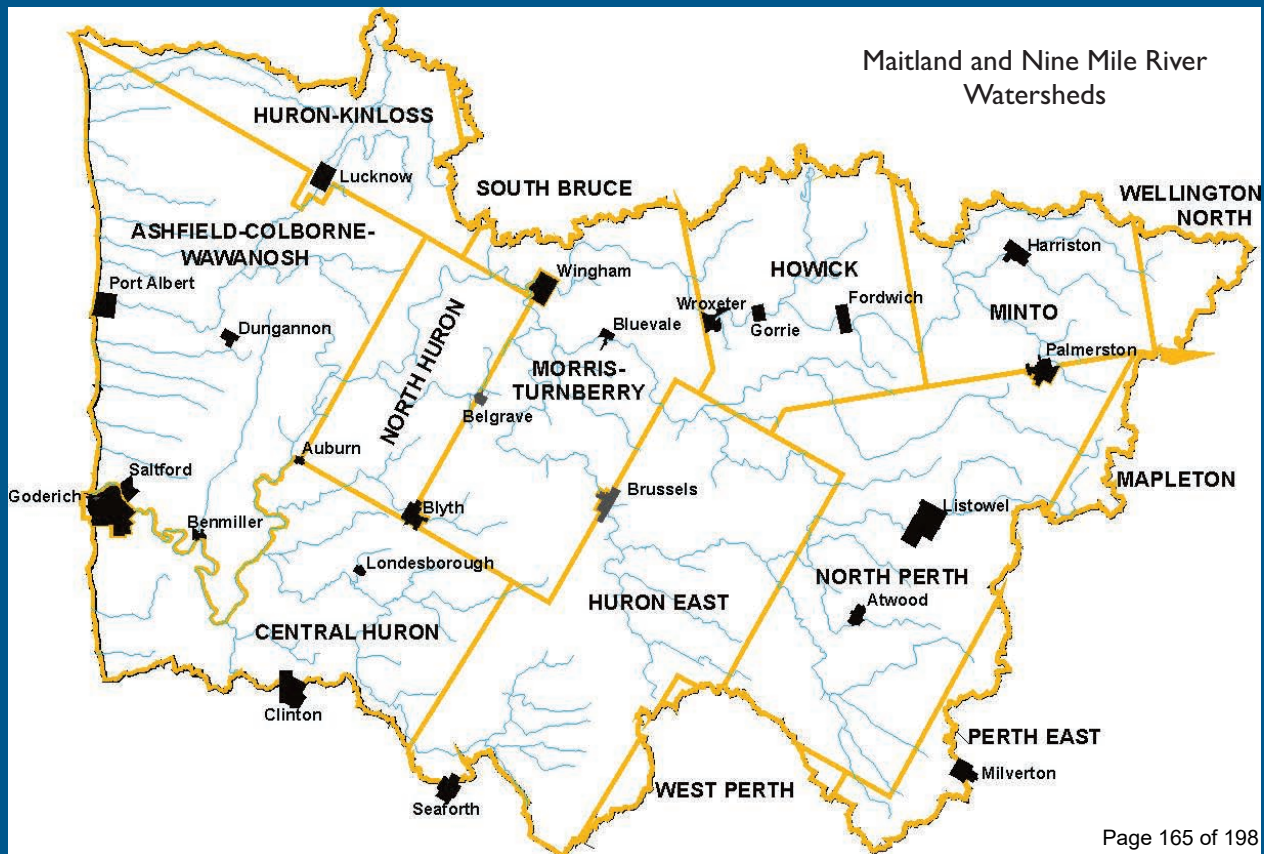 Maitland and Nine Mile River
Watersheds
HURON-KINLOSS
Lucknow
SOUTH BRUCE
WELLINGTON
NORTH
ASHFIELD-COLBORNE-
WAWANOSH
Harriston
Wingham
HOWICK
Port Albert
Wroxeter
Fordwich
MINTO
Dungannon
Bluevale
Gorrie
NORTH HURON
MORRIS-
TURNBERRY
Palmerston
Belgrave
Auburn
Saltford
Goderich
Brussels
MAPLETON
Benmiller
Blyth
Listowel
Londesborough
NORTH PERTH
HURON EAST
Atwood
CENTRAL HURON
Clinton
PERTH EAST
WEST PERTH
Milverton
Seaforth
Page 165 of 198